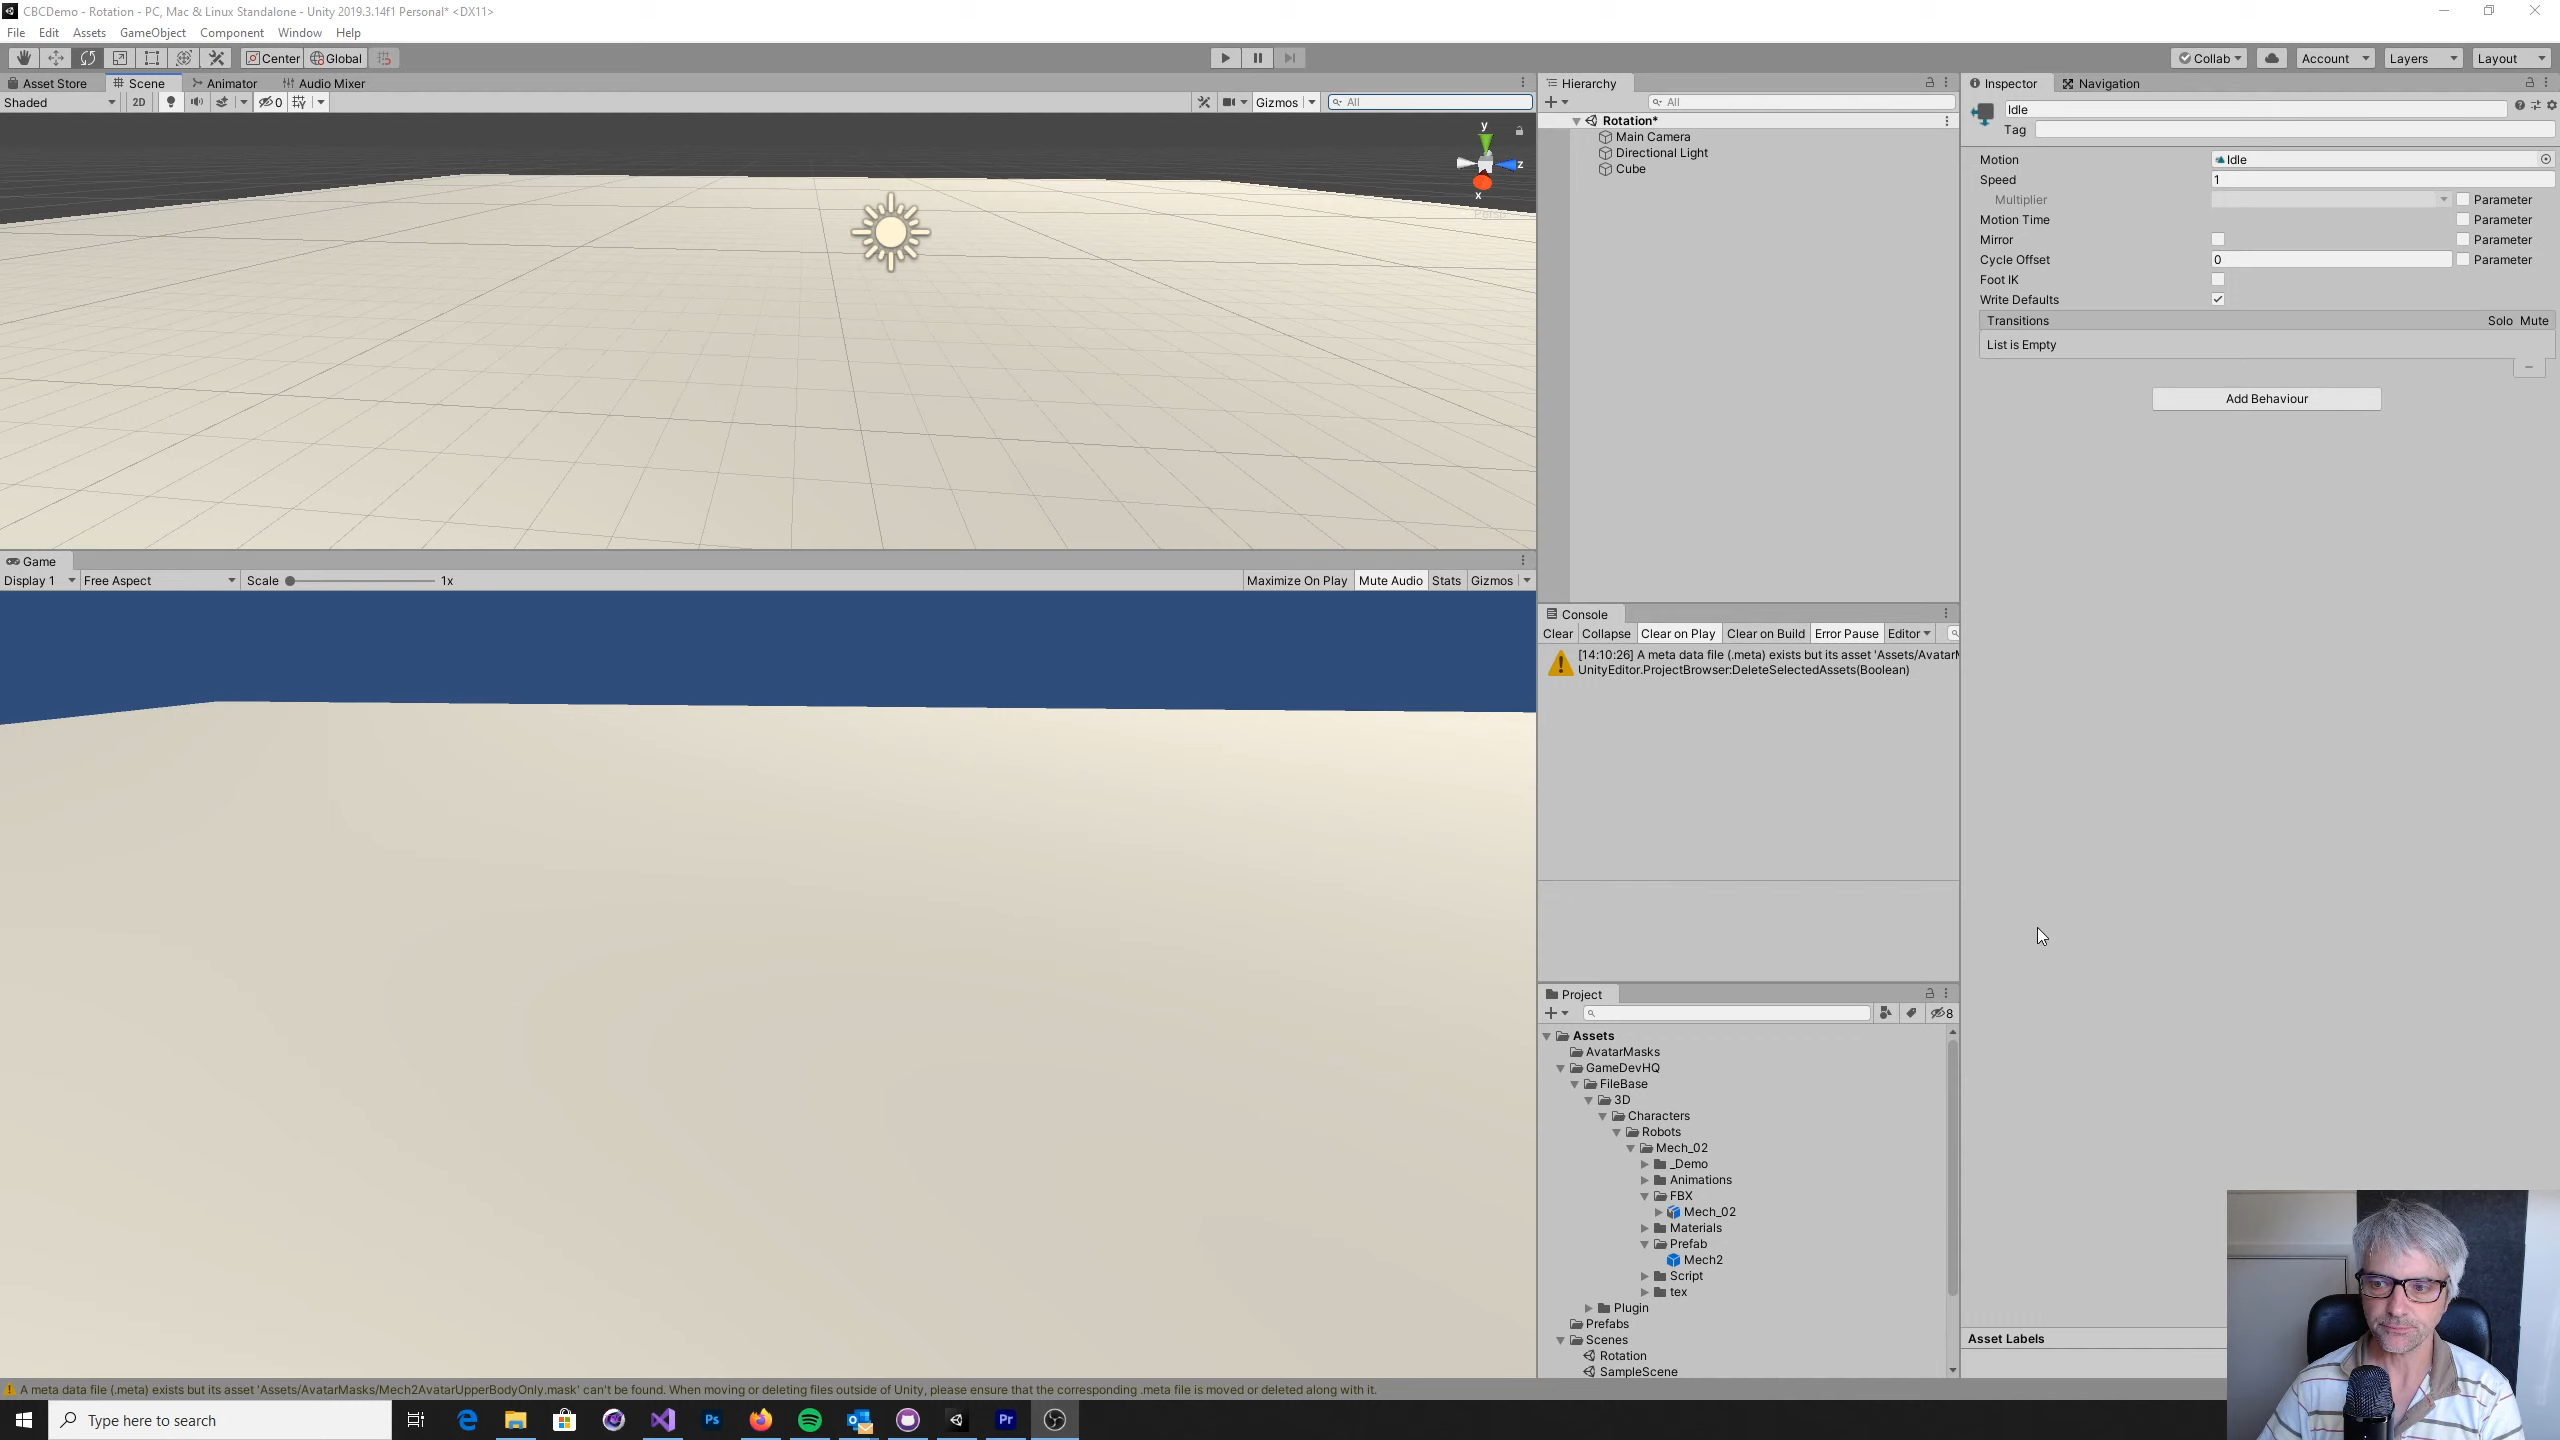 CBCDemo - Rotation - PC, Mac & Linux Standalone - Unity 2019.3.14f1 Personal* <DX11>
File Edit Assets GameObject Component Window Help
Center Global Collab Account Layers Layout
Asset Store Scene Animator Audio Mixer
Shaded 2D 0 Gizmos All
y
z
x
Persp
Game
Display 1 Free Aspect Scale 1x Maximize On Play Mute Audio Stats Gizmos
Hierarchy
All
Rotation*
Main Camera
Directional Light
Cube
Console
Clear Collapse Clear on Play Clear on Build Error Pause Editor
[14:10:26] A meta data file (.meta) exists but its asset 'Assets/AvatarM
UnityEditor.ProjectBrowser:DeleteSelectedAssets(Boolean)
Project
8
Assets
AvatarMasks
GameDevHQ
FileBase
3D
Characters
Robots
Mech_02
_Demo
Animations
FBX
Mech_02
Materials
Prefab
Mech2
Script
tex
Plugin
Prefabs
Scenes
Rotation
SampleScene
Inspector Navigation
Idle
Tag
Motion Idle
Speed 1
Multiplier Parameter
Motion Time Parameter
Mirror Parameter
Cycle Offset 0 Parameter
Foot IK
Write Defaults
Transitions Solo Mute
List is Empty
Add Behaviour
Asset Labels
A meta data file (.meta) exists but its asset 'Assets/AvatarMasks/Mech2AvatarUpperBodyOnly.mask' can't be found. When moving or deleting files outside of Unity, please ensure that the corresponding .meta file is moved or deleted along with it.
Type here to search
Ps
Pr